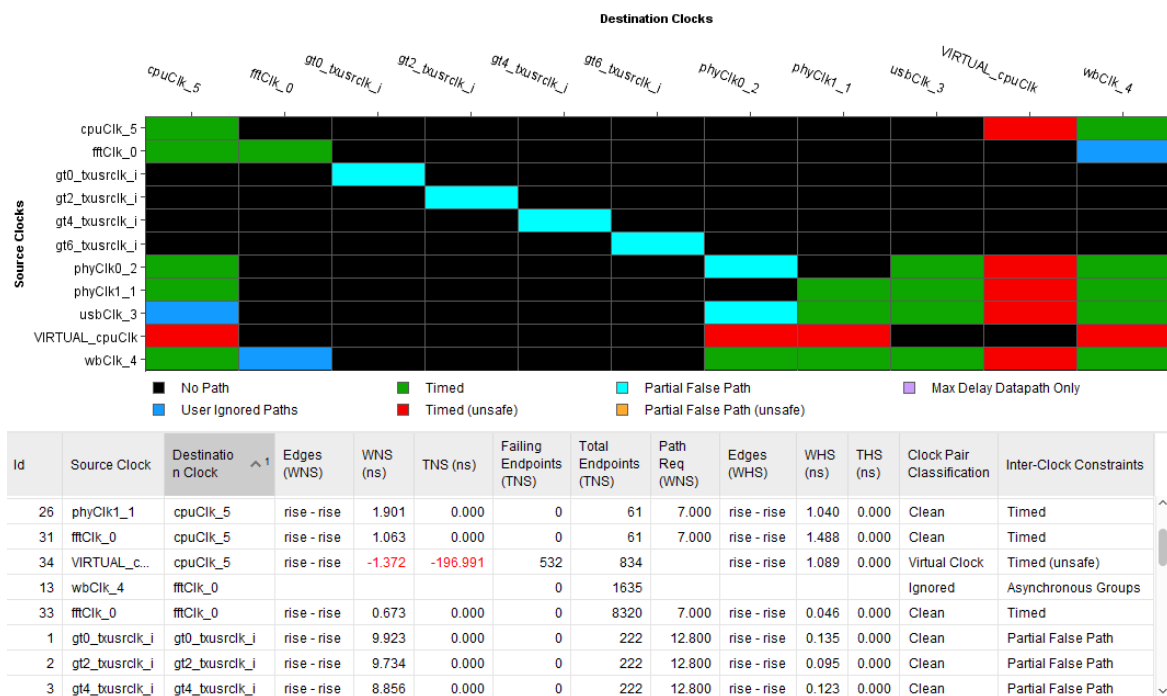 Destination Clocks
cpuClk_5 fftClk_0 gt0_txusrclk_i gt2_txusrclk_i gt4_txusrclk_i gt6_txusrclk_i phyClk0_2 phyClk1_1 usbClk_3 VIRTUAL_cpuClk wbClk_4
Source Clocks
cpuClk_5
fftClk_0
gt0_txusrclk_i
gt2_txusrclk_i
gt4_txusrclk_i
gt6_txusrclk_i
phyClk0_2
phyClk1_1
usbClk_3
VIRTUAL_cpuClk
wbClk_4
No Path Timed Partial False Path Max Delay Datapath Only
User Ignored Paths Timed (unsafe) Partial False Path (unsafe)
Id Source Clock Destinatio n Clock 1 Edges (WNS) WNS (ns) TNS (ns) Failing Endpoints (TNS) Total Endpoints (TNS) Path Req (WNS) Edges (WHS) WHS (ns) THS (ns) Clock Pair Classification Inter-Clock Constraints
26 phyClk1_1 cpuClk_5 rise - rise 1.901 0.000 0 61 7.000 rise - rise 1.040 0.000 Clean Timed
31 fftClk_0 cpuClk_5 rise - rise 1.063 0.000 0 61 7.000 rise - rise 1.488 0.000 Clean Timed
34 VIRTUAL_c... cpuClk_5 rise - rise -1.372 -196.991 532 834 rise - rise 1.089 0.000 Virtual Clock Timed (unsafe)
13 wbClk_4 fftClk_0 0 1635 Ignored Asynchronous Groups
33 fftClk_0 fftClk_0 rise - rise 0.673 0.000 0 8320 7.000 rise - rise 0.046 0.000 Clean Timed
1 gt0_txusrclk_i gt0_txusrclk_i rise - rise 9.923 0.000 0 222 12.800 rise - rise 0.135 0.000 Clean Partial False Path
2 gt2_txusrclk_i gt2_txusrclk_i rise - rise 9.734 0.000 0 222 12.800 rise - rise 0.095 0.000 Clean Partial False Path
3 gt4_txusrclk_i gt4_txusrclk_i rise - rise 8.856 0.000 0 222 12.800 rise - rise 0.123 0.000 Clean Partial False Path